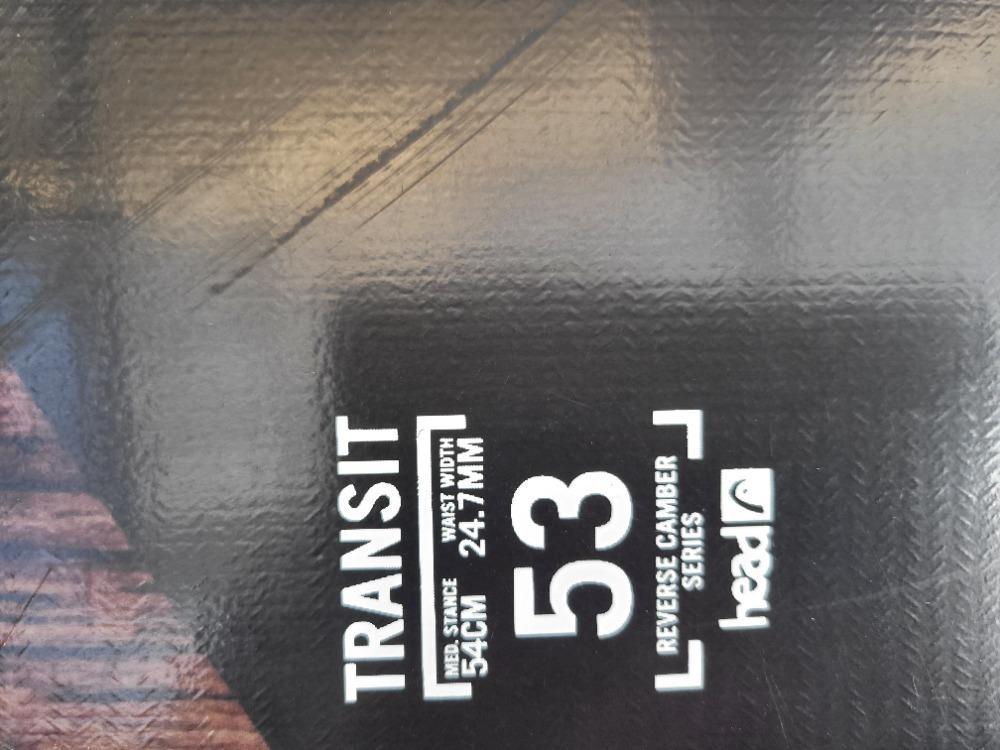 TRANSIT
MED. STANCE WAIST WIDTH
54CM 24.7MM
53
REVERSE CAMBER
SERIES
head